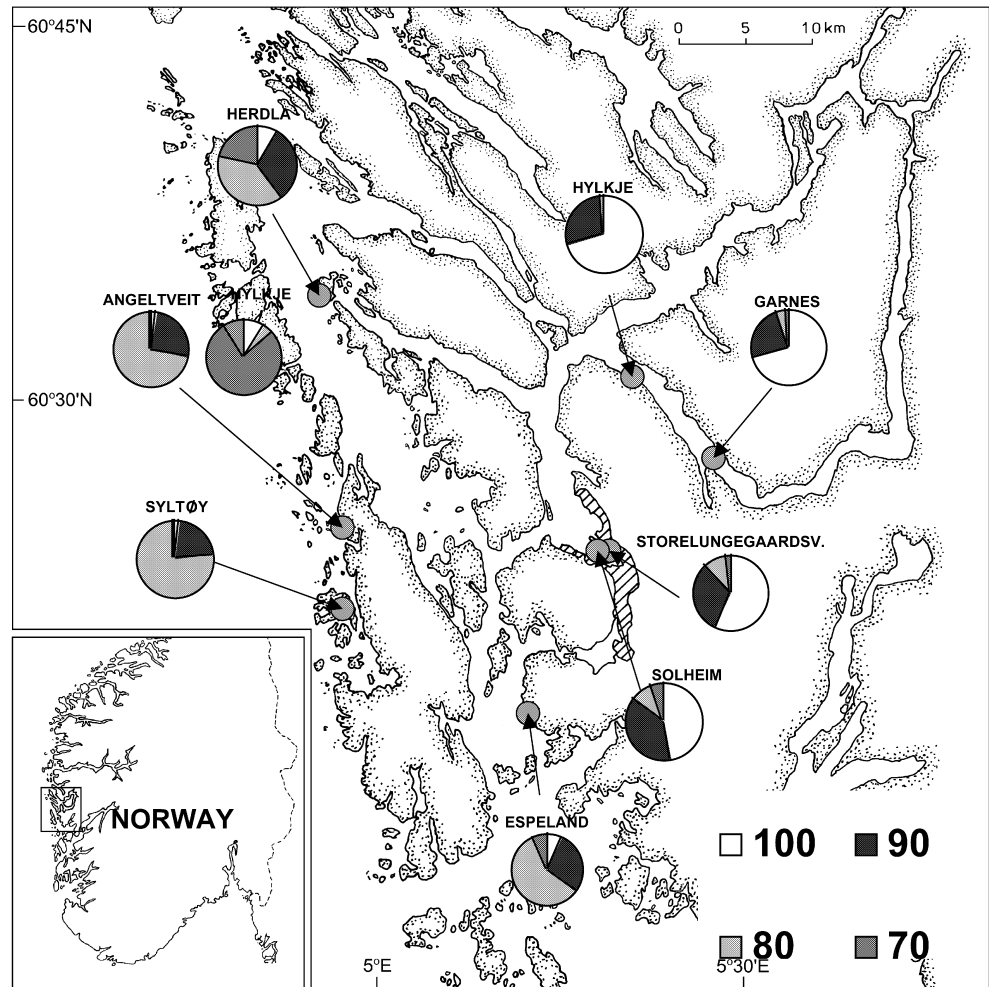 60°45'N
0 5 10 km
HERDLA
HYLKJE
ANGELTVEIT
HYLKJE
GARNES
60°30'N
SYLTØY
STORELUNGEGAARDSV.
SOLHEIM
NORWAY
ESPELAND
100
90
80
70
5°E
5°30'E